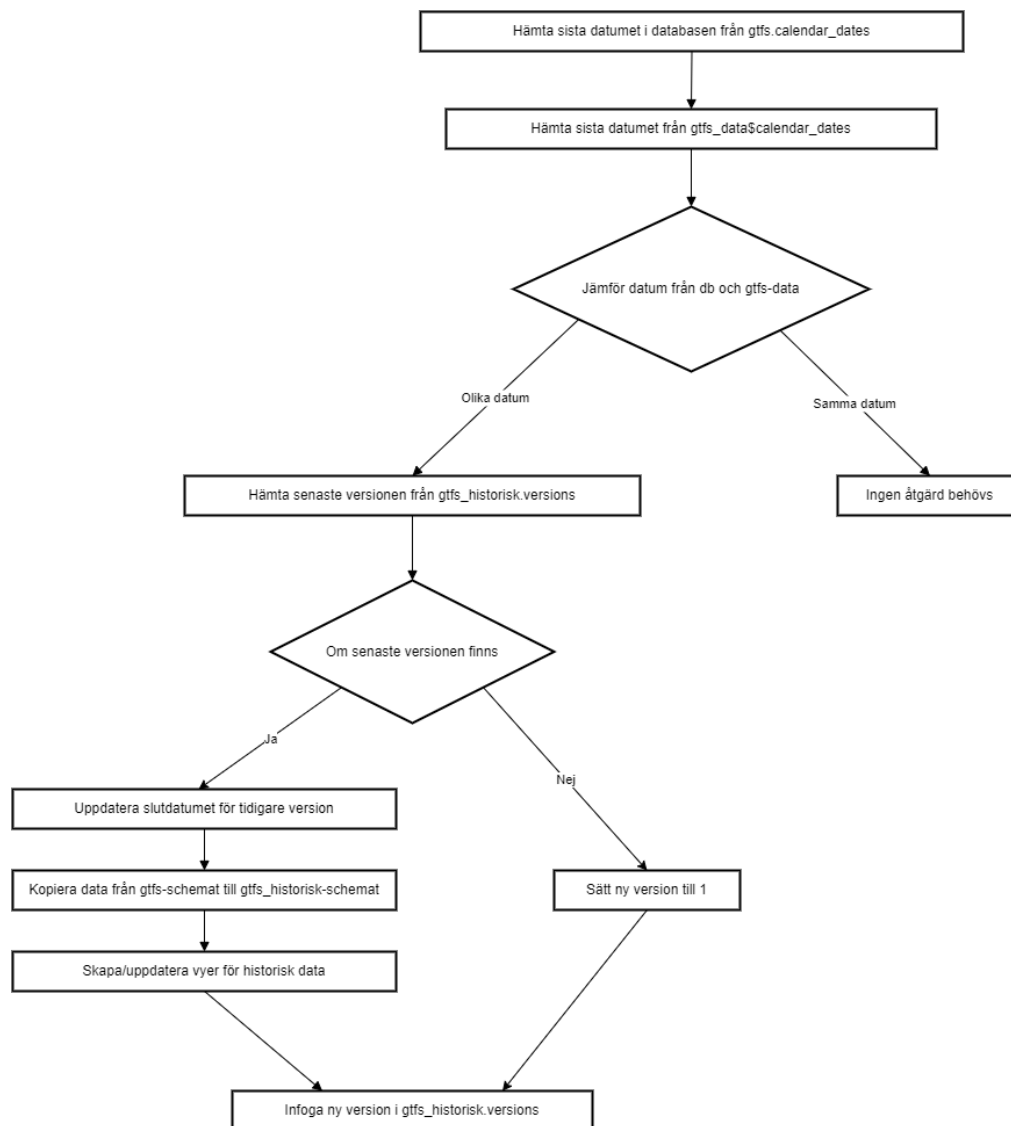 Hämta sista datumet i databasen från gtfs.calendar_dates
Hämta sista datumet från gtfs_data$calendar_dates
Jämför datum från db och gtfs-data
Olika datum
Samma datum
Hämta senaste versionen från gtfs_historisk.versions
Ingen åtgärd behövs
Om senaste versionen finns
Ja
Nej
Uppdatera slutdatumet för tidigare version
Kopiera data från gtfs-schemat till gtfs_historisk-schemat
Sätt ny version till 1
Skapa/uppdatera vyer för historisk data
Infoga ny version i gtfs_historisk.versions